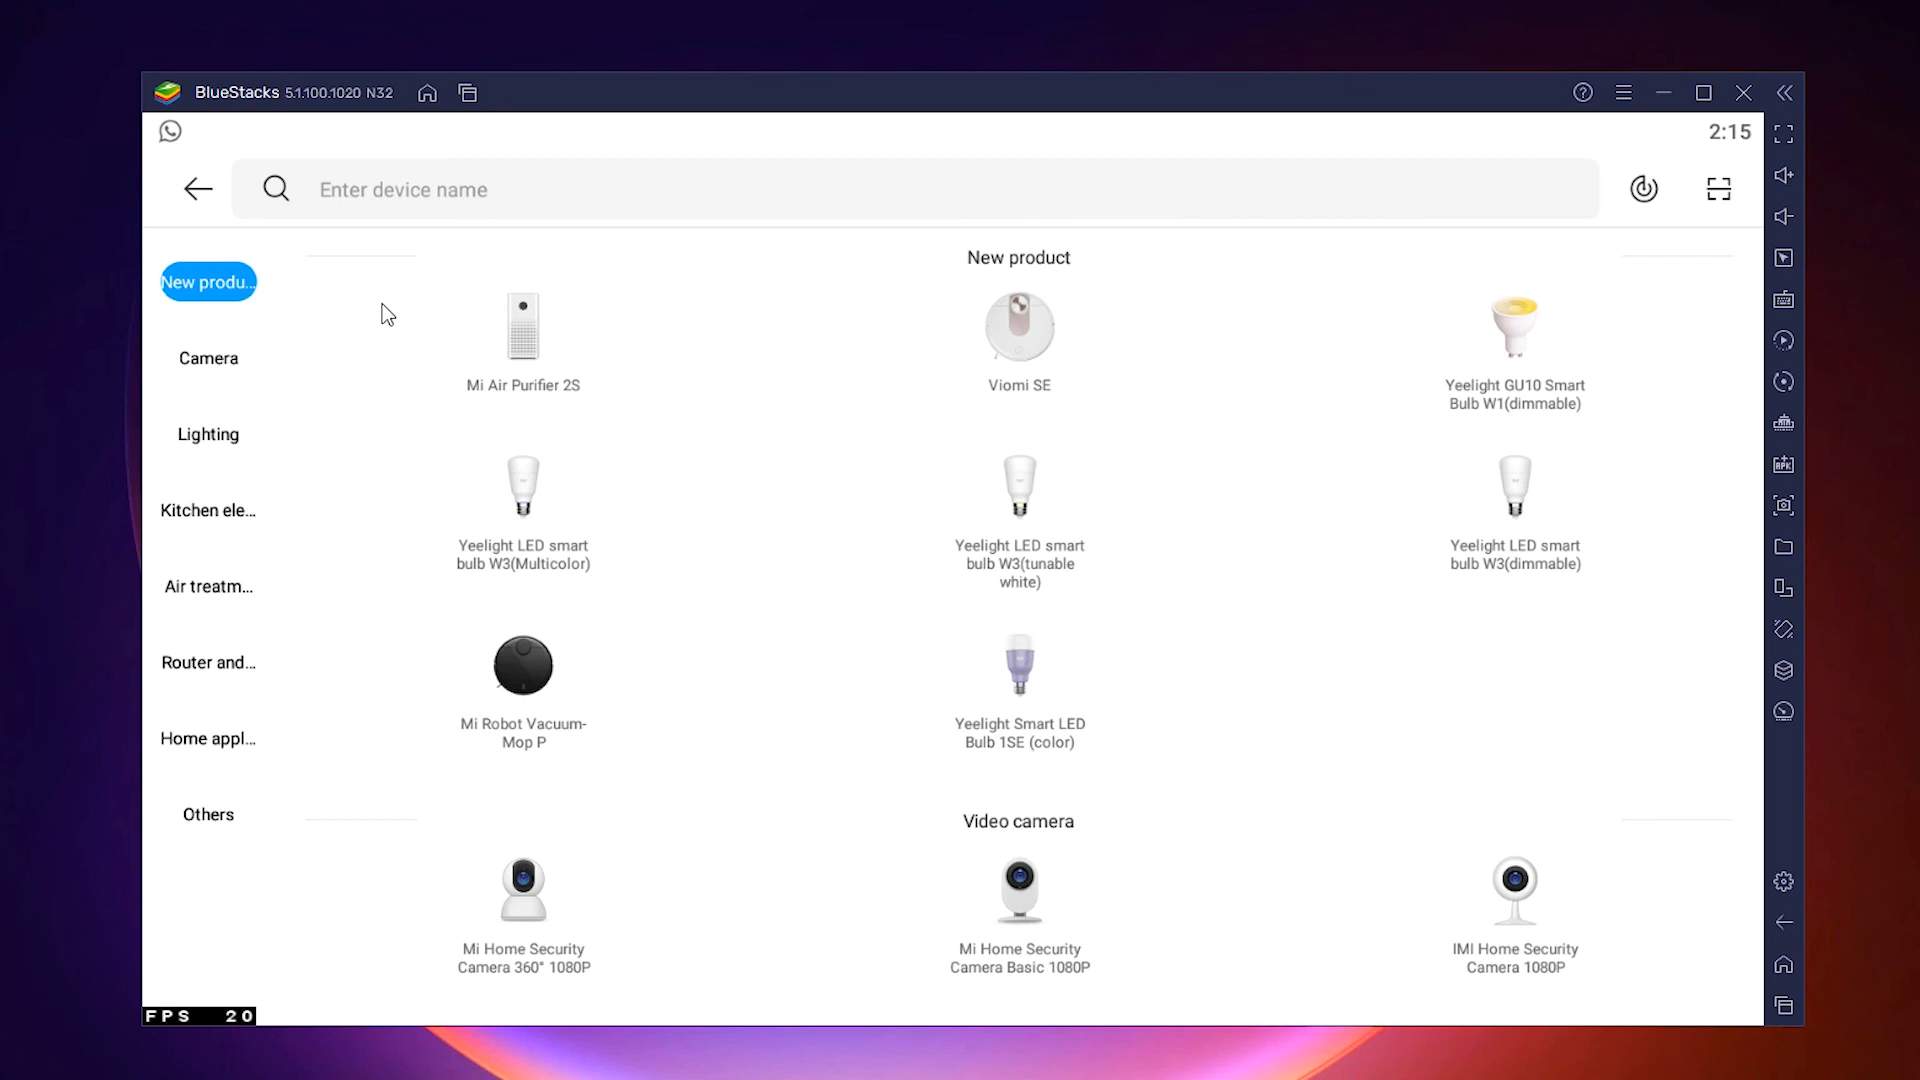 BlueStacks 5.1.100.1020 N32
2:15
Enter device name
New produ...
Camera
Lighting
Kitchen ele...
Air treatm...
Router and...
Home appl...
Others
New product
Mi Air Purifier 2S
Viomi SE
Yeelight GU10 Smart
Bulb W1(dimmable)
Yeelight LED smart
bulb W3(Multicolor)
Yeelight LED smart
bulb W3(tunable
white)
Yeelight LED smart
bulb W3(dimmable)
Mi Robot Vacuum-
Mop P
Yeelight Smart LED
Bulb 1SE (color)
Video camera
Mi Home Security
Camera 360° 1080P
Mi Home Security
Camera Basic 1080P
IMI Home Security
Camera 1080P
FPS 20
APK